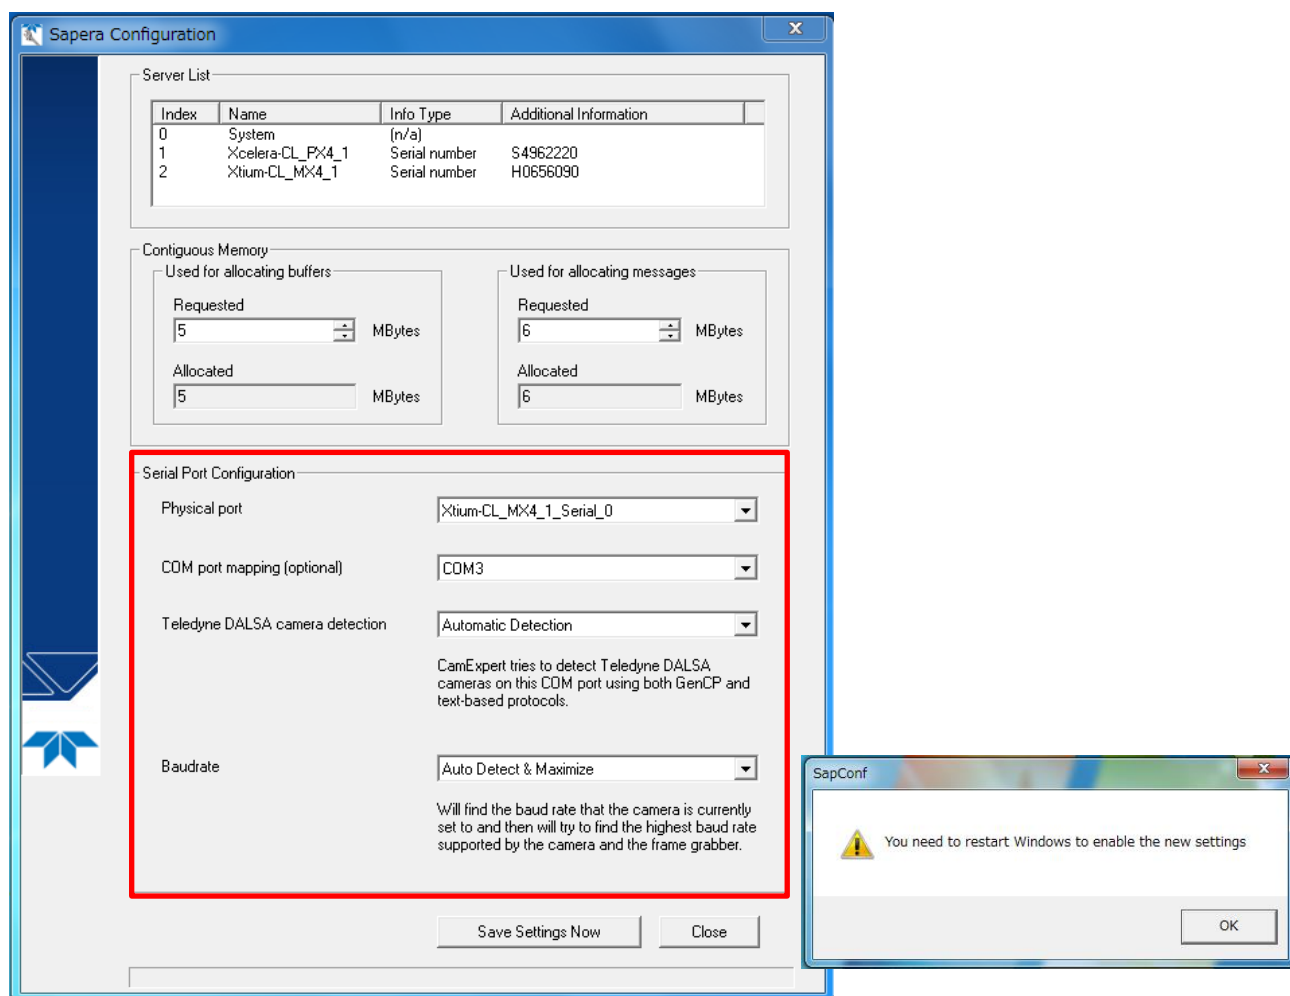 Sapera Configuration
Server List
Index Name Info Type Additional Information
0 System (n/a)
1 Xcelera-CL_PX4_1 Serial number S4962220
2 Xtium-CL_MX4_1 Serial number H0656090
Contiguous Memory
Used for allocating buffers
Requested
5 MBytes
Allocated
5 MBytes
Used for allocating messages
Requested
6 MBytes
Allocated
6 MBytes
Serial Port Configuration
Physical port Xtium-CL_MX4_1_Serial_0
COM port mapping (optional) COM3
Teledyne DALSA camera detection Automatic Detection
CamExpert tries to detect Teledyne DALSA
cameras on this COM port using both GenCP and
text-based protocols.
Baudrate Auto Detect & Maximize
Will find the baud rate that the camera is currently
set to and then will try to find the highest baud rate
supported by the camera and the frame grabber.
Save Settings Now Close
SapConf
You need to restart Windows to enable the new settings
OK